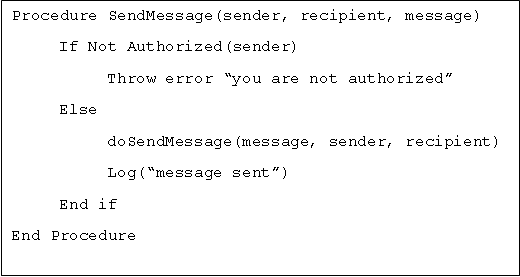 Procedure SendMessage(sender, recipient, message)
If Not Authorized(sender)
Throw error “you are not authorized”
Else
doSendMessage(message, sender, recipient)
Log(“message sent”)
End if
End Procedure